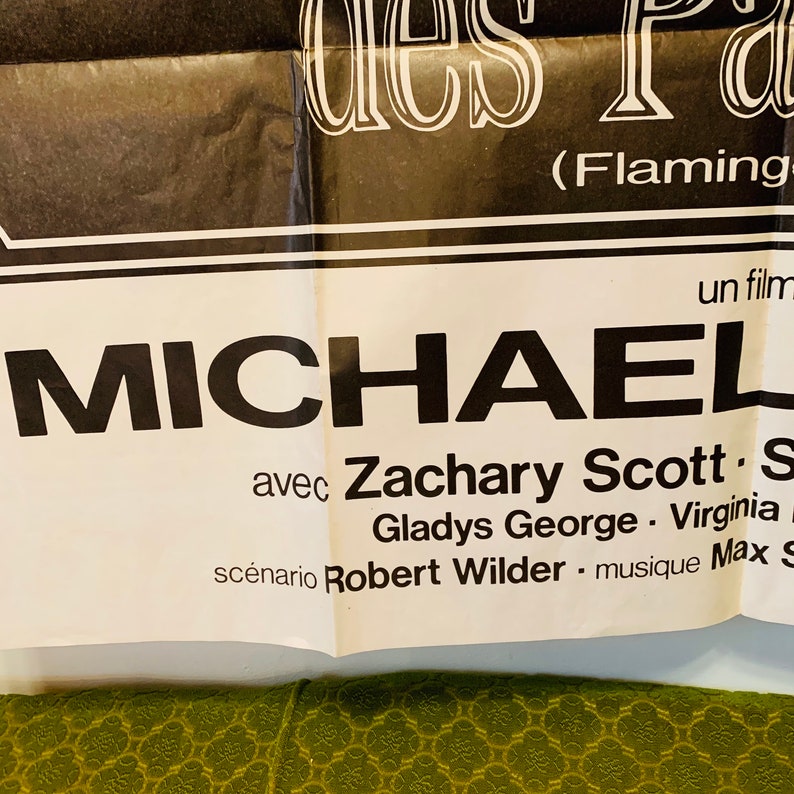 des Pa
(Flaming
un film
MICHAEL
avec Zachary Scott · S
Gladys George · Virginia
scénario Robert Wilder · musique Max S